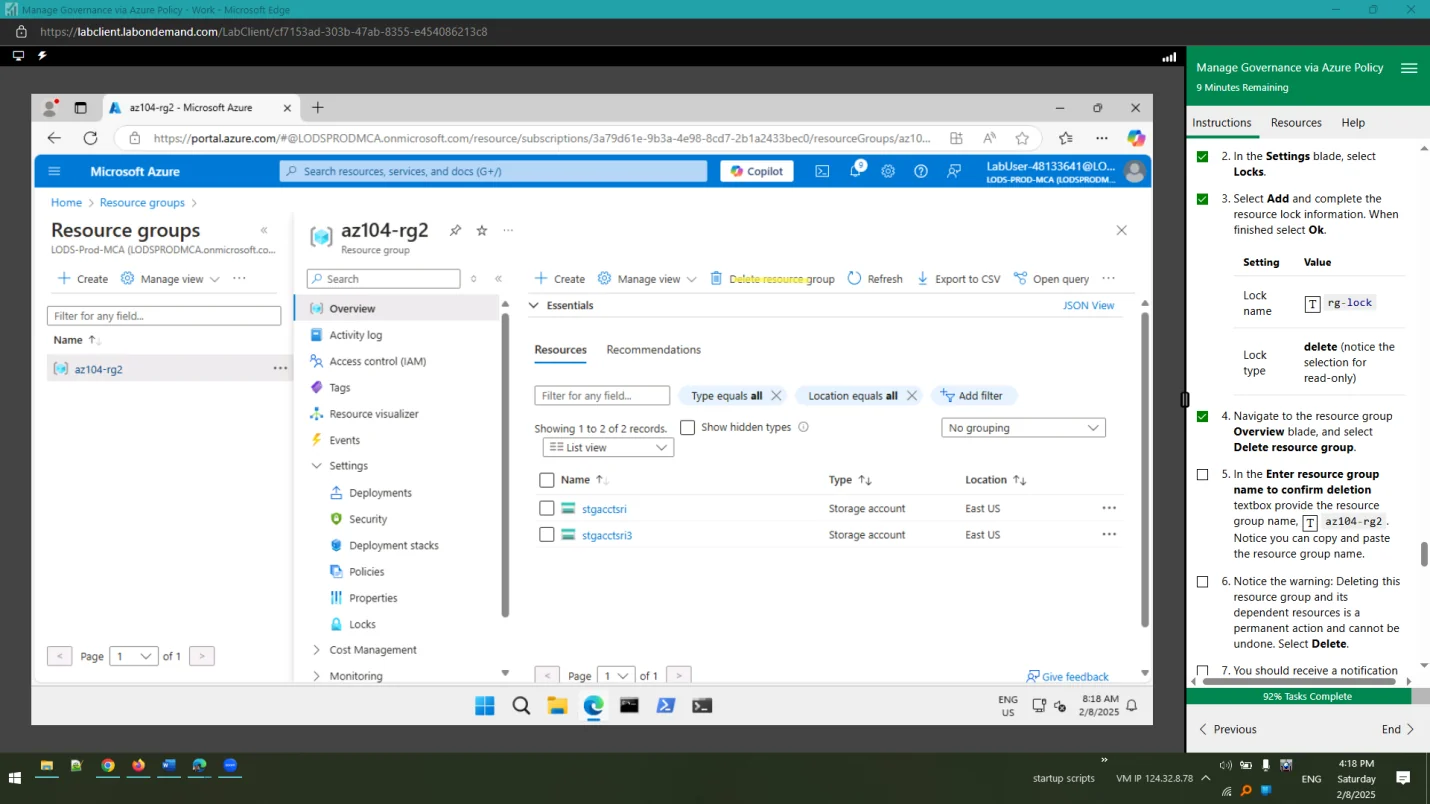 Manage Governance via Azure Policy - Work - Microsoft Edge
https://labclient.labondemand.com/LabClient/cf7153ad-303b-47ab-8355-e454086213c8
az104-rg2 - Microsoft Azure
https://portal.azure.com/#@LODSPRODMCA.onmicrosoft.com/resource/subscriptions/3a79d61e-9b3a-4e98-8cd7-2b1a2433bec0/resourceGroups/az10...
Microsoft Azure
Search resources, services, and docs (G+/)
Copilot
9
LabUser-48133641@LO...
LODS-PROD-MCA (LODSPRODM...
Home > Resource groups >
Resource groups
LODS-Prod-MCA (LODSPRODMCA.onmicrosoft.co...
Create
Manage view
Filter for any field...
Name
az104-rg2
< Page 1 of 1 >
az104-rg2
Resource group
Search
Overview
Activity log
Access control (IAM)
Tags
Resource visualizer
Events
Settings
Deployments
Security
Deployment stacks
Policies
Properties
Locks
Cost Management
Monitoring
Create
Manage view
Delete resource group
Refresh
Export to CSV
Open query
Essentials
JSON View
Resources
Recommendations
Filter for any field...
Type equals all
Location equals all
Add filter
Showing 1 to 2 of 2 records.
Show hidden types
No grouping
List view
Name
Type
Location
stgacctsri
Storage account
East US
stgacctsri3
Storage account
East US
< Page 1 of 1 >
Give feedback
ENG
US
8:18 AM
2/8/2025
Manage Governance via Azure Policy
9 Minutes Remaining
Instructions
Resources
Help
2. In the Settings blade, select
Locks.
3. Select Add and complete the
resource lock information. When
finished select Ok.
Setting
Value
Lock
name
T rg-lock
Lock
type
delete (notice the
selection for
read-only)
4. Navigate to the resource group
Overview blade, and select
Delete resource group.
5. In the Enter resource group
name to confirm deletion
textbox provide the resource
group name, T az104-rg2 .
Notice you can copy and paste
the resource group name.
6. Notice the warning: Deleting this
resource group and its
dependent resources is a
permanent action and cannot be
undone. Select Delete.
7. You should receive a notification
92% Tasks Complete
< Previous
End >
startup scripts
VM IP 124.32.8.78
ENG
4:18 PM
Saturday
2/8/2025